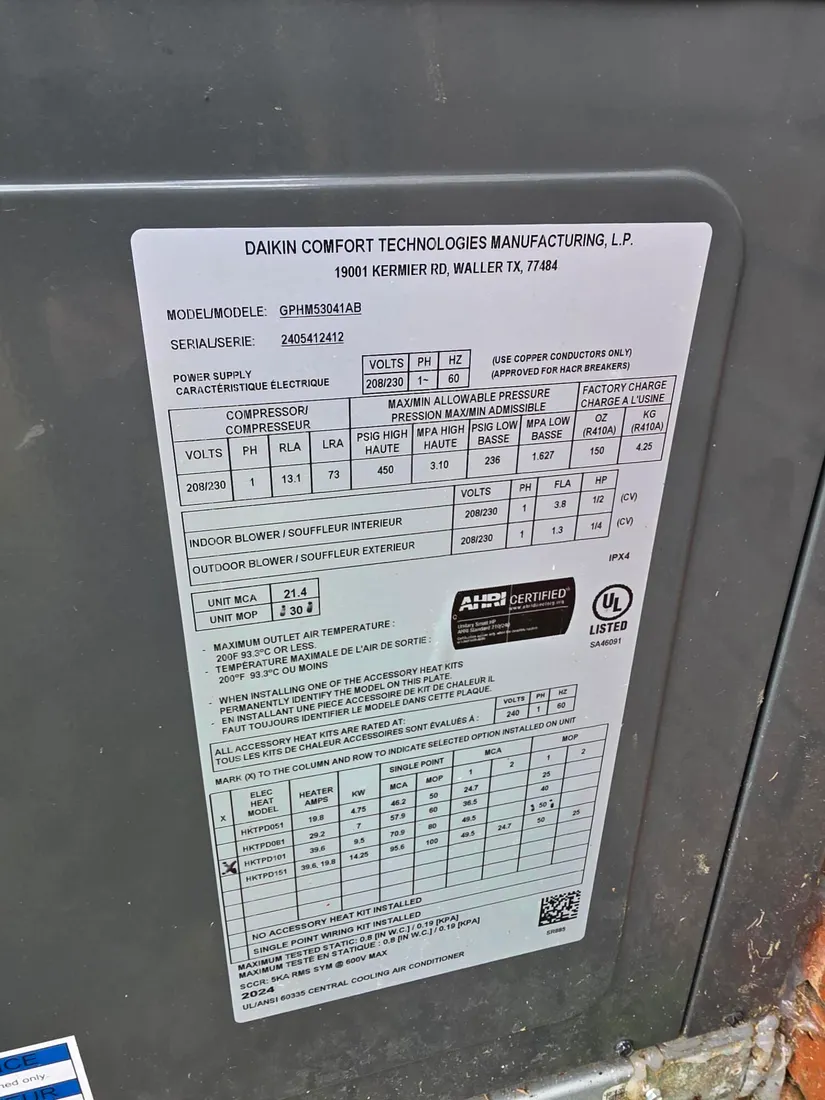 DAIKIN COMFORT TECHNOLOGIES MANUFACTURING, L.P.
19001 KERMIER RD, WALLER TX, 77484
MODEL/MODELE: GPHM53041AB
SERIAL/SERIE: 2405412412
POWER SUPPLY
CARACTÉRISTIQUE ÉLECTRIQUE
VOLTS PH HZ
208/230 1~ 60
(USE COPPER CONDUCTORS ONLY)
(APPROVED FOR HACR BREAKERS)
COMPRESSOR/
COMPRESSEUR
MAX/MIN ALLOWABLE PRESSURE
PRESSION MAX/MIN ADMISSIBLE
FACTORY CHARGE
CHARGE A L'USINE
VOLTS PH RLA LRA PSIG HIGH HAUTE MPA HIGH HAUTE PSIG LOW BASSE MPA LOW BASSE OZ (R410A) KG (R410A)
208/230 1 13.1 73 450 3.10 236 1.627 150 4.25
VOLTS PH FLA HP
INDOOR BLOWER / SOUFFLEUR INTERIEUR 208/230 1 3.8 1/2 (CV)
OUTDOOR BLOWER / SOUFFLEUR EXTERIEUR 208/230 1 1.3 1/4 (CV)
IPX4
UNIT MCA 21.4
UNIT MOP 30
AHRI CERTIFIED®
www.ahridirectory.org
Unitary Small HP
AHRI Standard 210/240
UL
LISTED
SA46091
- MAXIMUM OUTLET AIR TEMPERATURE :
200F 93.3ºC OR LESS.
- TEMPÉRATURE MAXIMALE DE L'AIR DE SORTIE :
200°F 93.3ºC OU MOINS
- WHEN INSTALLING ONE OF THE ACCESSORY HEAT KITS
PERMANENTLY IDENTIFY THE MODEL ON THIS PLATE.
- EN INSTALLANT UNE PIECE ACCESSOIRE DE KIT DE CHALEUR IL
FAUT TOUJOURS IDENTIFIER LE MODELE DANS CETTE PLAQUE.
ALL ACCESSORY HEAT KITS ARE RATED AT:
TOUS LES KITS DE CHALEUR ACCESSOIRES SONT ÉVALUÉS À :
VOLTS PH HZ
240 1 60
MARK (X) TO THE COLUMN AND ROW TO INDICATE SELECTED OPTION INSTALLED ON UNIT
X ELEC HEAT MODEL HEATER AMPS KW SINGLE POINT MCA MOP
MCA 1 2 MOP 1 2
HKTPD051 19.8 4.75 46.2 50 24.7 25
HKTPD081 29.2 7 57.9 60 36.5 40
X HKTPD101 39.6 9.5 70.9 80 49.5 50
HKTPD151 39.6, 19.8 14.25 95.6 100 49.5 24.7 50 25
NO ACCESSORY HEAT KIT INSTALLED
SINGLE POINT WIRING KIT INSTALLED
MAXIMUM TESTED STATIC: 0.8 [IN W.C.] / 0.19 [KPA]
MAXIMUM TESTÉ EN STATIQUE : 0.8 [IN W.C.] / 0.19 [KPA]
SCCR: 5KA RMS SYM @ 600V MAX
2024
UL/ANSI 60335 CENTRAL COOLING AIR CONDITIONER
SR885
ned only.